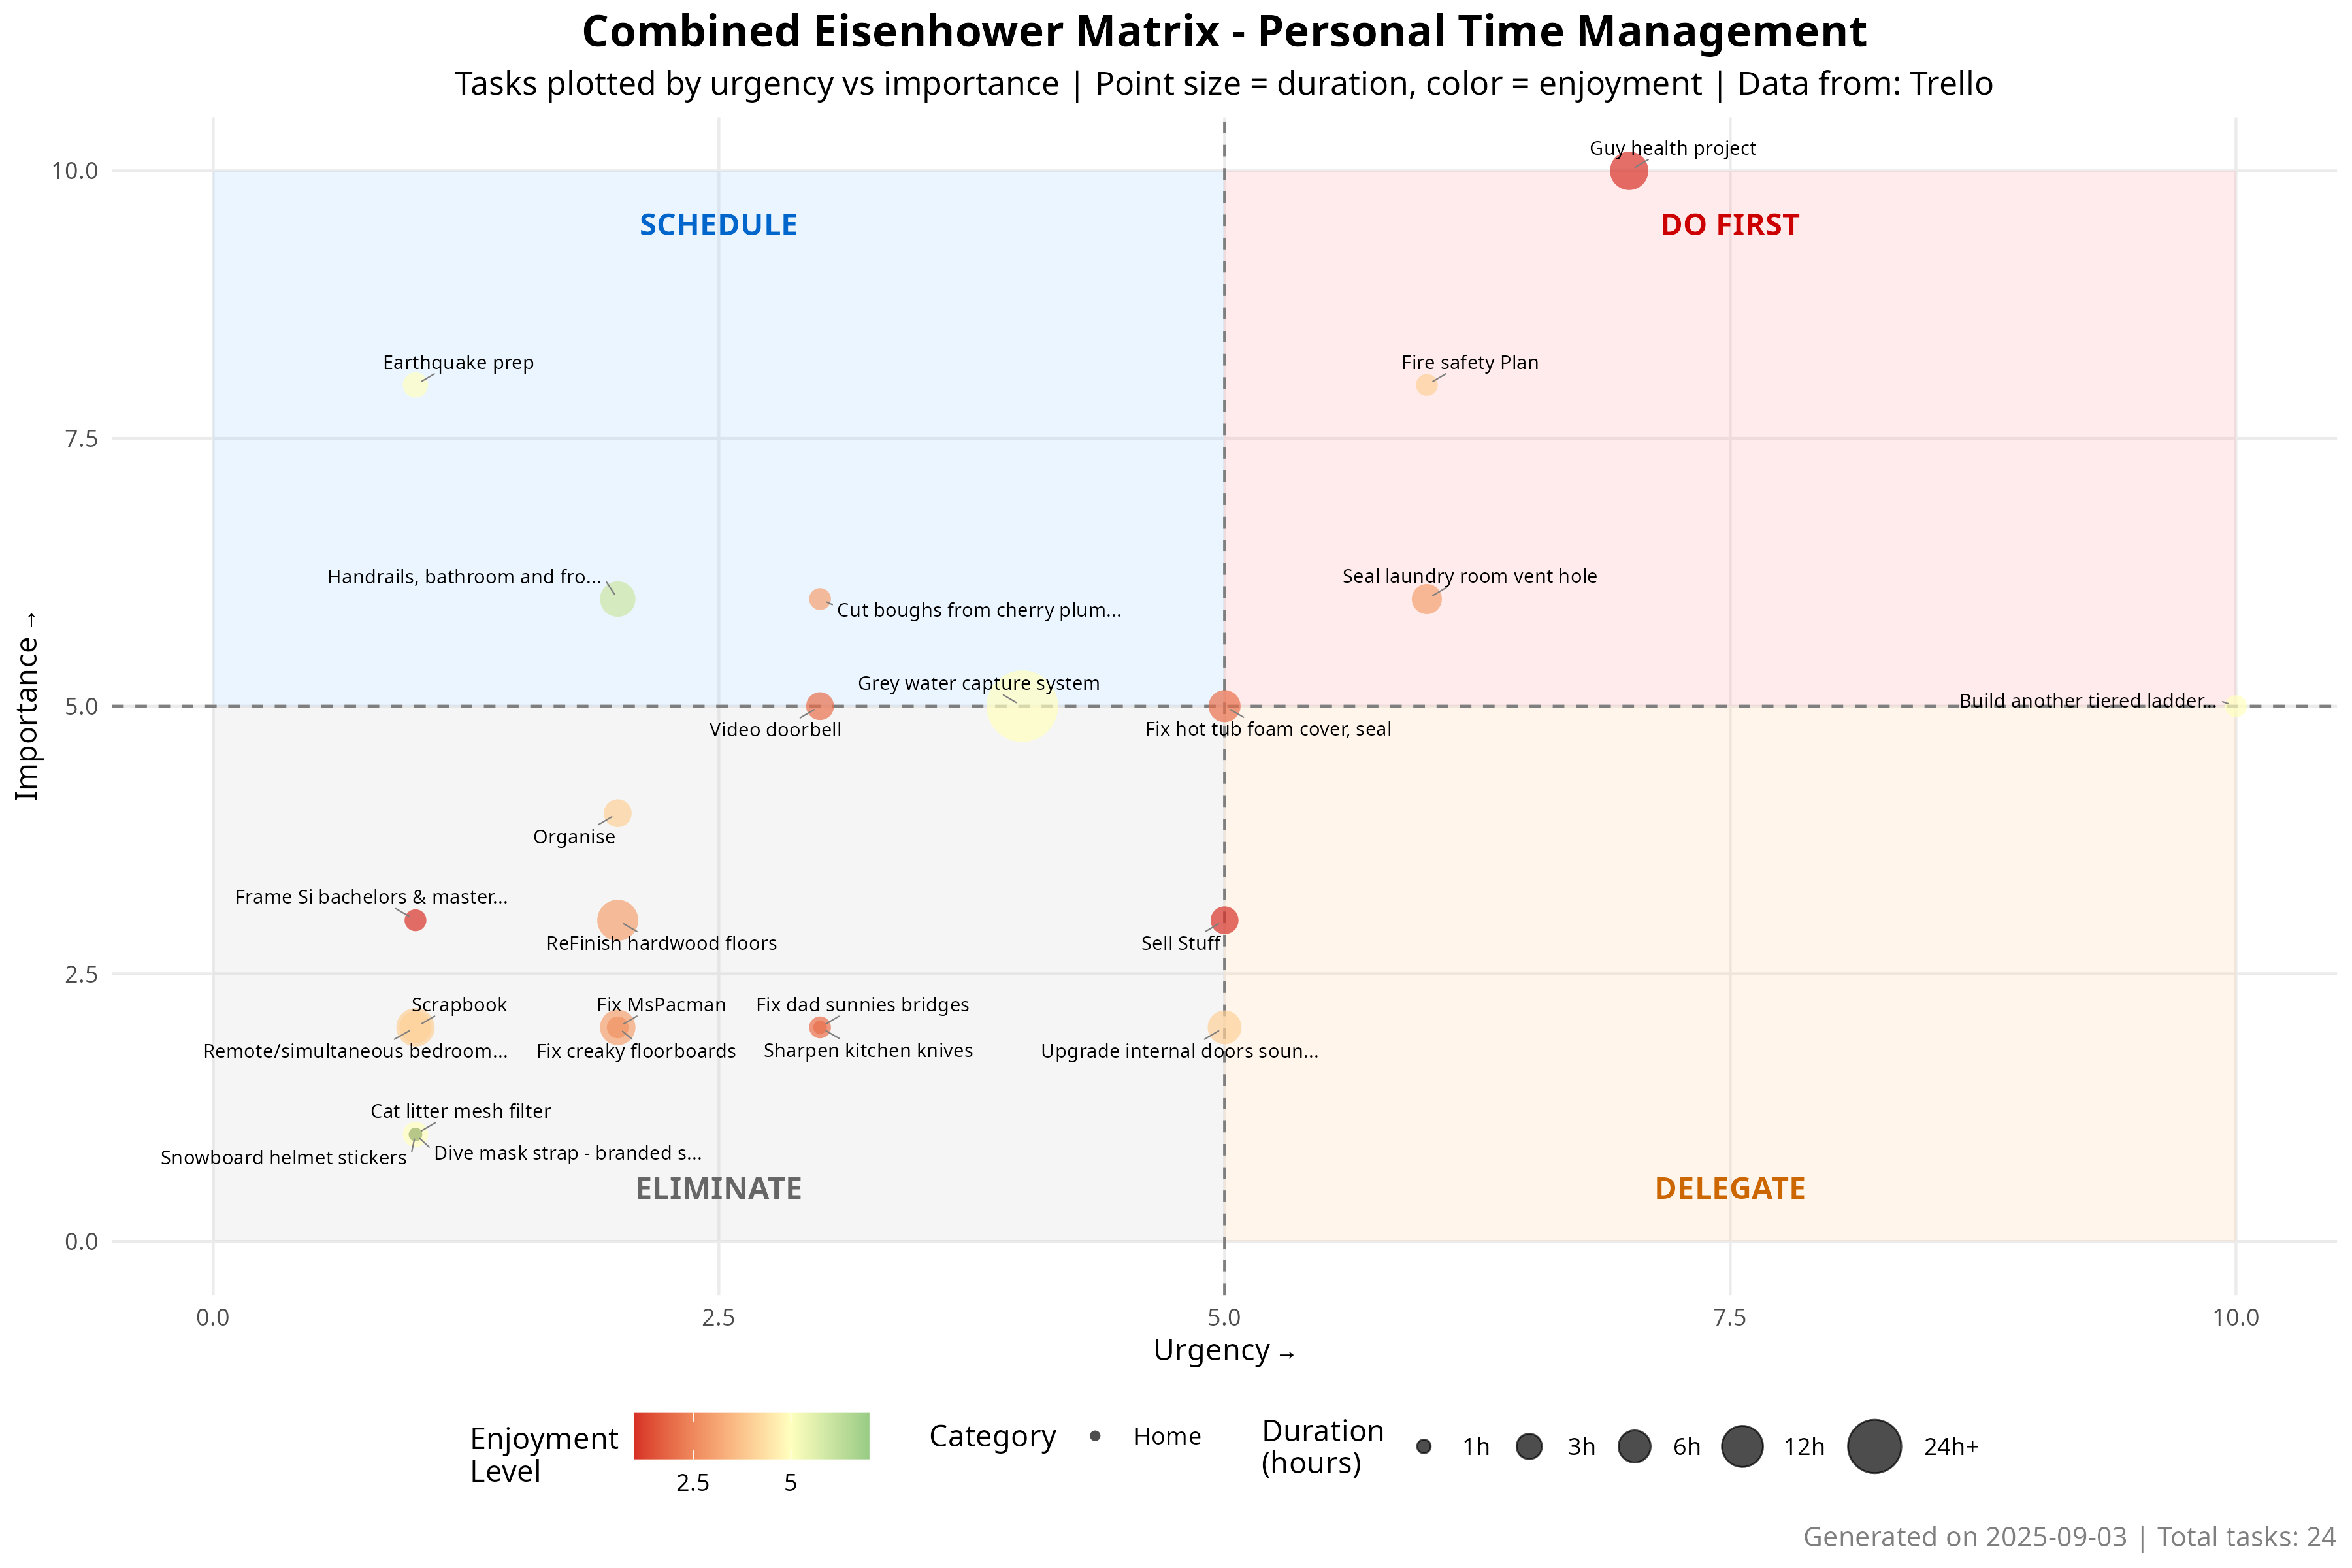 Combined Eisenhower Matrix - Personal Time Management
Tasks plotted by urgency vs importance | Point size = duration, color = enjoyment | Data from: Trello
Guy health project
10.0
SCHEDULE
DO FIRST
Earthquake prep
Fire safety Plan
7.5
Handrails, bathroom and fro...
Seal laundry room vent hole
Cut boughs from cherry plum...
Importance →
Grey water capture system
Build another tiered ladder...
5.0
Video doorbell
Fix hot tub foam cover, seal
Organise
Frame Si bachelors & master...
ReFinish hardwood floors
Sell Stuff
2.5
Scrapbook
Fix MsPacman
Fix dad sunnies bridges
Remote/simultaneous bedroom...
Fix creaky floorboards
Sharpen kitchen knives
Upgrade internal doors soun...
Cat litter mesh filter
Snowboard helmet stickers
Dive mask strap - branded s...
ELIMINATE
DELEGATE
0.0
0.0
2.5
5.0
7.5
10.0
Urgency →
Enjoyment
Level
2.5
5
Category
Home
Duration
(hours)
1h
3h
6h
12h
24h+
Generated on 2025-09-03 | Total tasks: 24